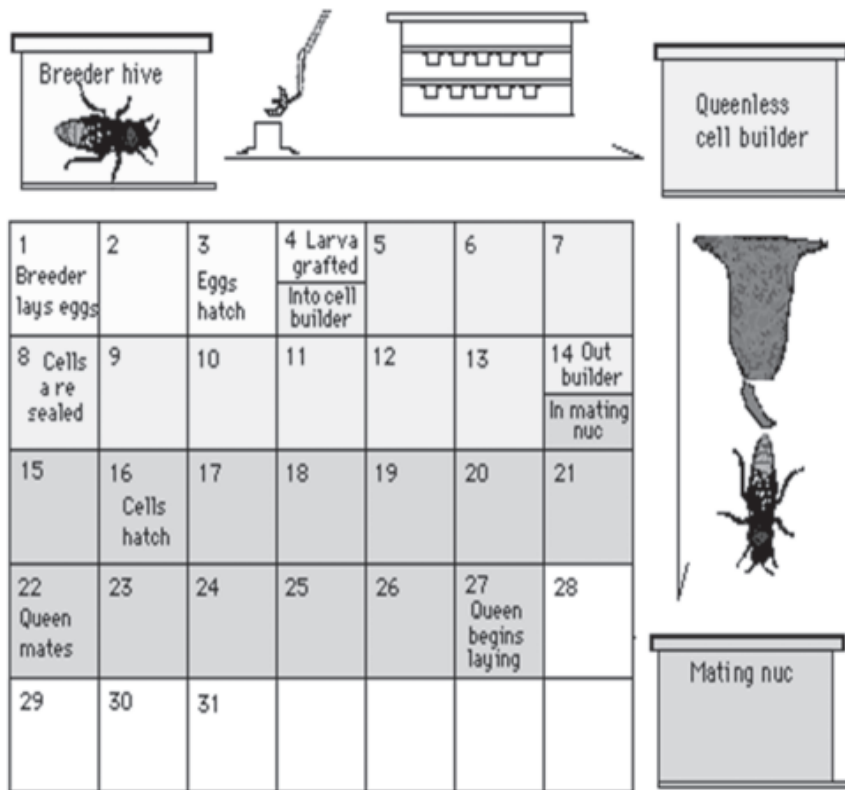 Breeder hive
Queenless
cell builder
1
Breeder
lays eggs
2
3
Eggs
hatch
4 Larva
grafted
Into cell
builder
5
6
7
8 Cells
a re
sealed
9
10
11
12
13
14 Out
builder
In mating
nuc
15
16
Cells
hatch
17
18
19
20
21
22
Queen
mates
23
24
25
26
27
Queen
begins
laying
28
29
30
31
Mating nuc